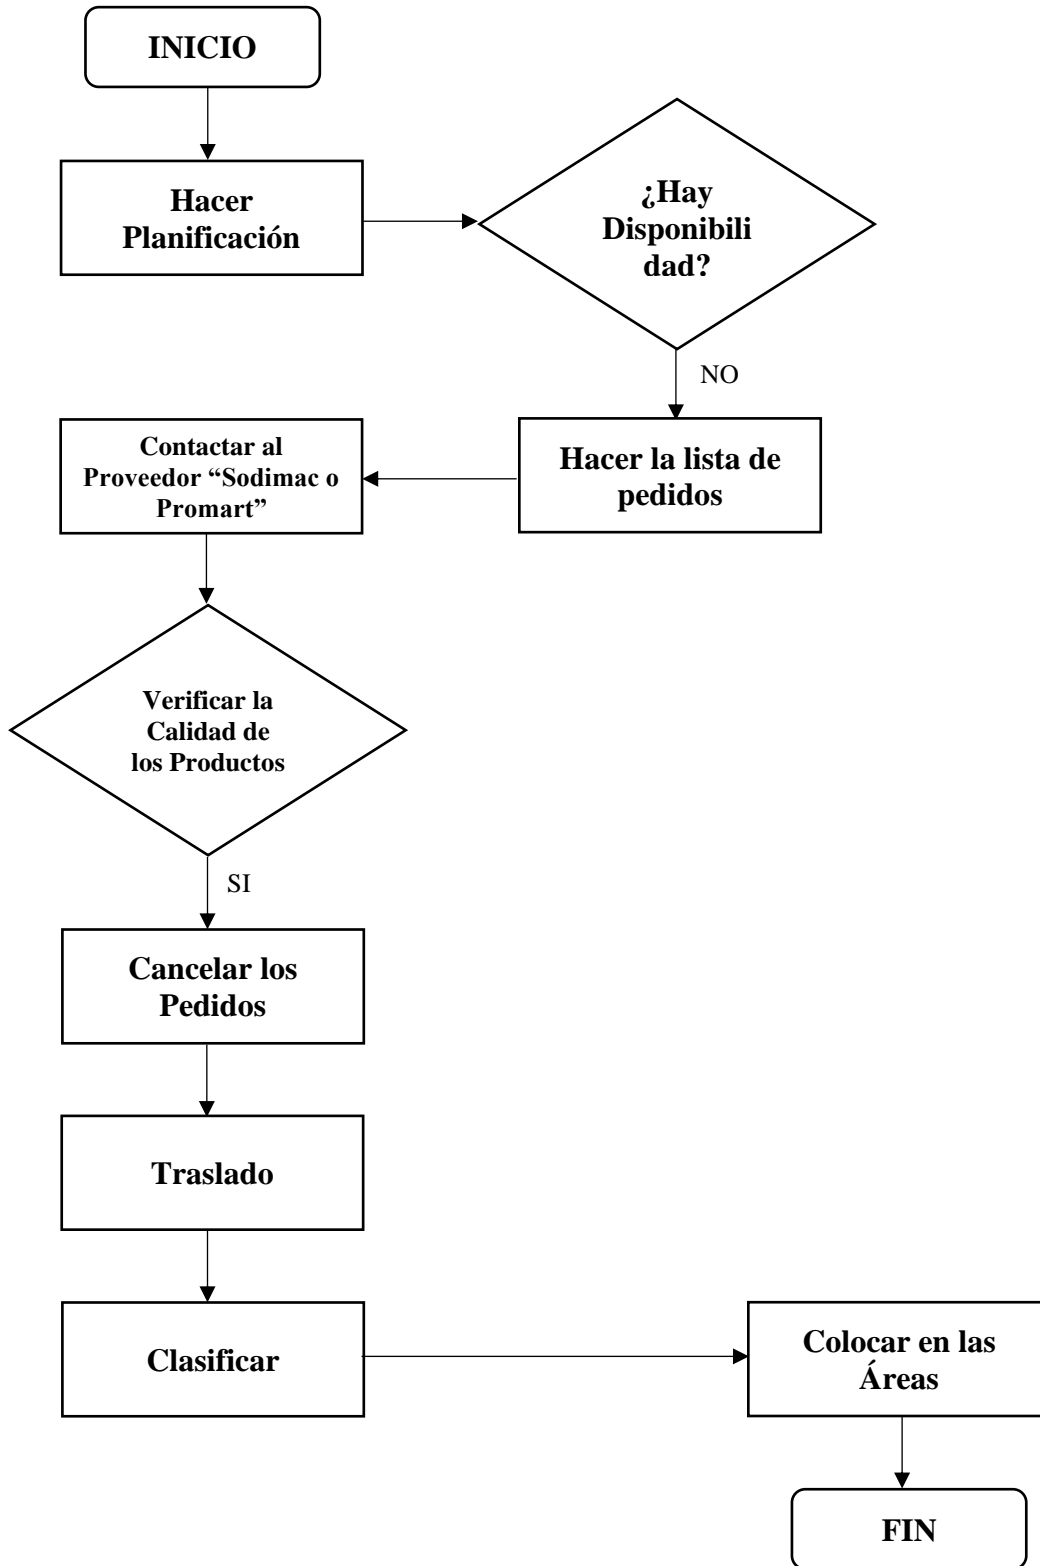 INICIO
Hacer
Planificación
¿Hay
Disponibili
dad?
NO
Hacer la lista de
pedidos
Contactar al
Proveedor “Sodimac o
Promart”
Verificar la
Calidad de
los Productos
SI
Cancelar los
Pedidos
Traslado
Clasificar
Colocar en las
Áreas
FIN